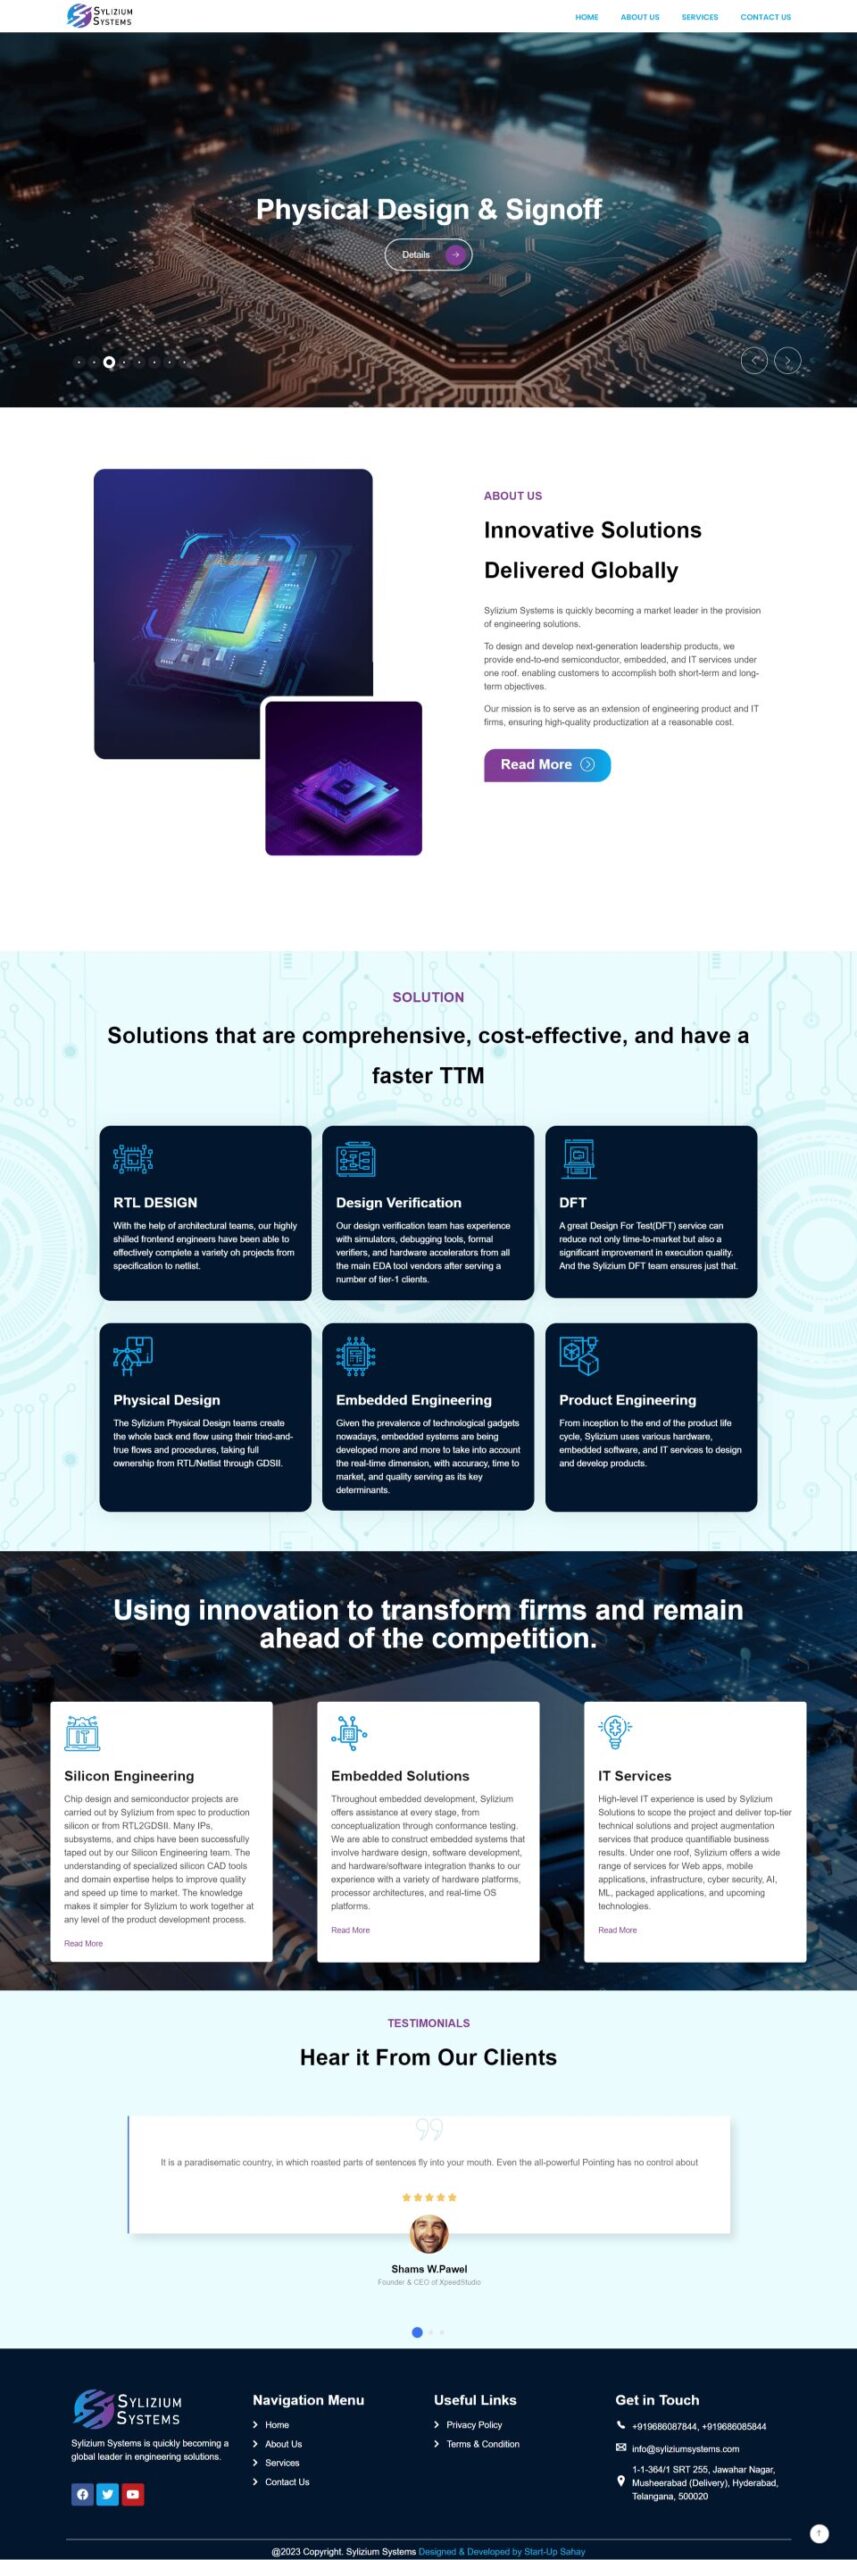 SYLIZIUM
SYSTEMS
HOME ABOUT US SERVICES CONTACT US
Physical Design & Signoff
Details
ABOUT US
Innovative Solutions
Delivered Globally
Sylizium Systems is quickly becoming a market leader in the provision
of engineering solutions.
To design and develop next-generation leadership products, we
provide end-to-end semiconductor, embedded, and IT services under
one roof. enabling customers to accomplish both short-term and long-
term objectives.
Our mission is to serve as an extension of engineering product and IT
firms, ensuring high-quality productization at a reasonable cost.
Read More
SOLUTION
Solutions that are comprehensive, cost-effective, and have a
faster TTM
RTL DESIGN
With the help of architectural teams, our highly
shilled frontend engineers have been able to
effectively complete a variety oh projects from
specification to netlist.
Design Verification
Our design verification team has experience
with simulators, debugging tools, formal
verifiers, and hardware accelerators from all
the main EDA tool vendors after serving a
number of tier-1 clients.
DFT
A great Design For Test(DFT) service can
reduce not only time-to-market but also a
significant improvement in execution quality.
And the Sylizium DFT team ensures just that.
Physical Design
The Sylizium Physical Design teams create
the whole back end flow using their tried-and-
true flows and procedures, taking full
ownership from RTL/Netlist through GDSII.
Embedded Engineering
Given the prevalence of technological gadgets
nowadays, embedded systems are being
developed more and more to take into account
the real-time dimension, with accuracy, time to
market, and quality serving as its key
determinants.
Product Engineering
From inception to the end of the product life
cycle, Sylizium uses various hardware,
embedded software, and IT services to design
and develop products.
Using innovation to transform firms and remain
ahead of the competition.
IT
Silicon Engineering
Chip design and semiconductor projects are
carried out by Sylizium from spec to production
silicon or from RTL2GDSII. Many IPs,
subsystems, and chips have been successfully
taped out by our Silicon Engineering team. The
understanding of specialized silicon CAD tools
and domain expertise helps to improve quality
and speed up time to market. The knowledge
makes it simpler for Sylizium to work together at
any level of the product development process.
Read More
Embedded Solutions
Throughout embedded development, Sylizium
offers assistance at every stage, from
conceptualization through conformance testing.
We are able to construct embedded systems that
involve hardware design, software development,
and hardware/software integration thanks to our
experience with a variety of hardware platforms,
processor architectures, and real-time OS
platforms.
Read More
IT Services
High-level IT experience is used by Sylizium
Solutions to scope the project and deliver top-tier
technical solutions and project augmentation
services that produce quantifiable business
results. Under one roof, Sylizium offers a wide
range of services for Web apps, mobile
applications, infrastructure, cyber security, AI,
ML, packaged applications, and upcoming
technologies.
Read More
TESTIMONIALS
Hear it From Our Clients
It is a paradisematic country, in which roasted parts of sentences fly into your mouth. Even the all-powerful Pointing has no control about
Shams W.Pawel
Founder & CEO of XpeedStudio
SYLIZIUM
SYSTEMS
Sylizium Systems is quickly becoming a
global leader in engineering solutions.
Navigation Menu
Home
About Us
Services
Contact Us
Useful Links
Privacy Policy
Terms & Condition
Get in Touch
+919686087844, +919686085844
info@syliziumsystems.com
1-1-364/1 SRT 255, Jawahar Nagar,
Musheerabad (Delivery), Hyderabad,
Telangana, 500020
@2023 Copyright. Sylizium Systems Designed & Developed by Start-Up Sahay